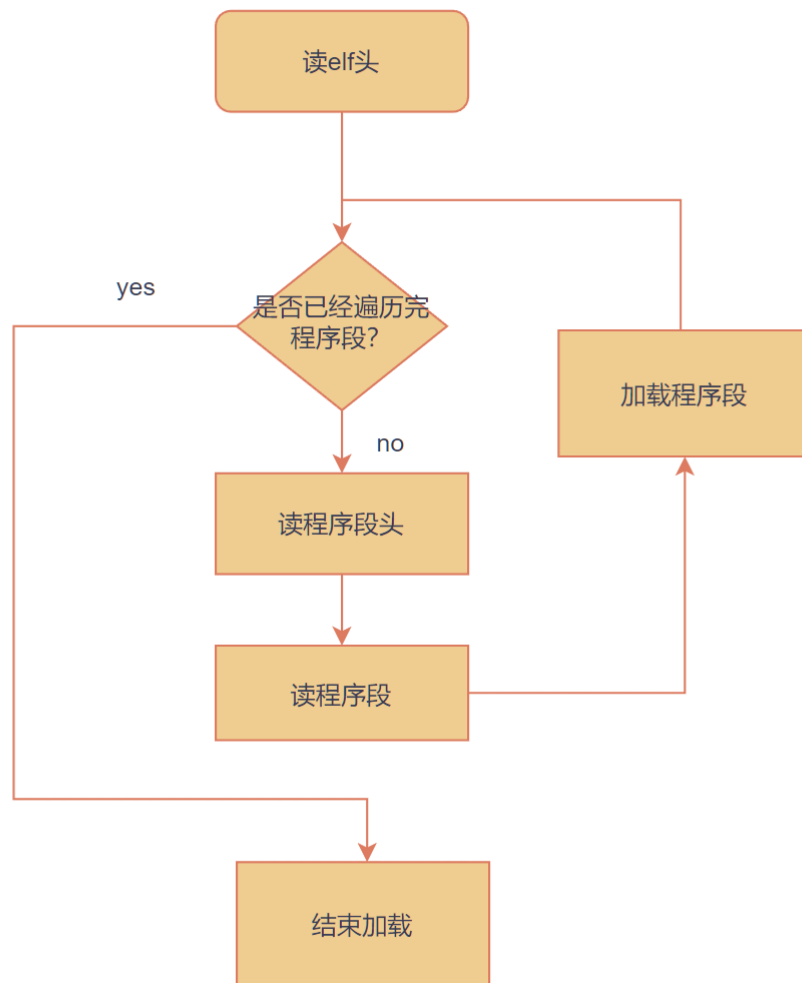 读elf头
yes
是否已经遍历完
程序段？
加载程序段
no
读程序段头
读程序段
结束加载